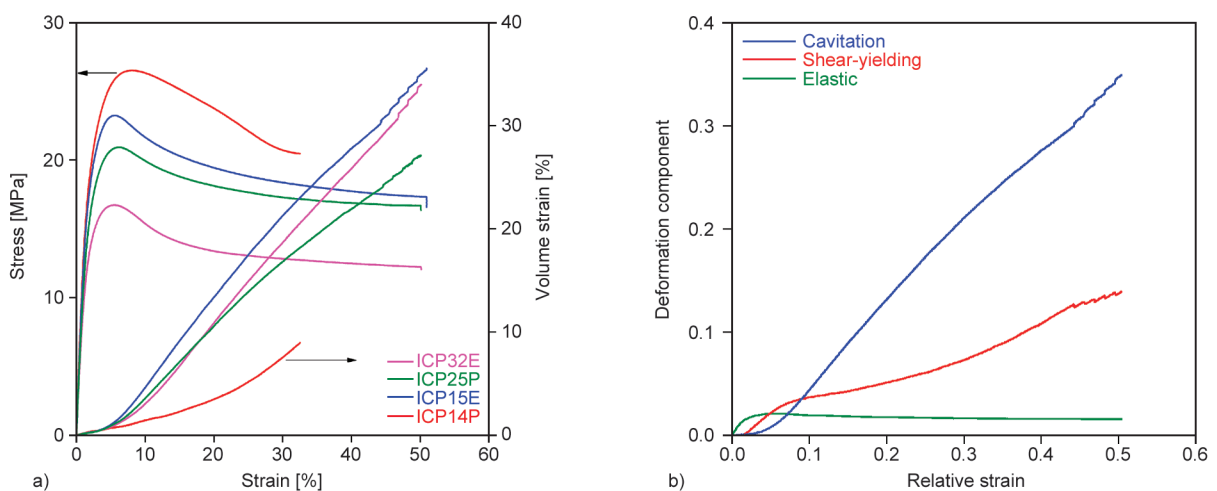 30
20
10
0
Stress [MPa]
40
30
20
10
0
Volume strain [%]
ICP32E
ICP25P
ICP15E
ICP14P
0 10 20 30 40 50 60
Strain [%]
a)
0.4
0.3
0.2
0.1
0.0
Deformation component
Cavitation
Shear-yielding
Elastic
0.0 0.1 0.2 0.3 0.4 0.5 0.6
Relative strain
b)